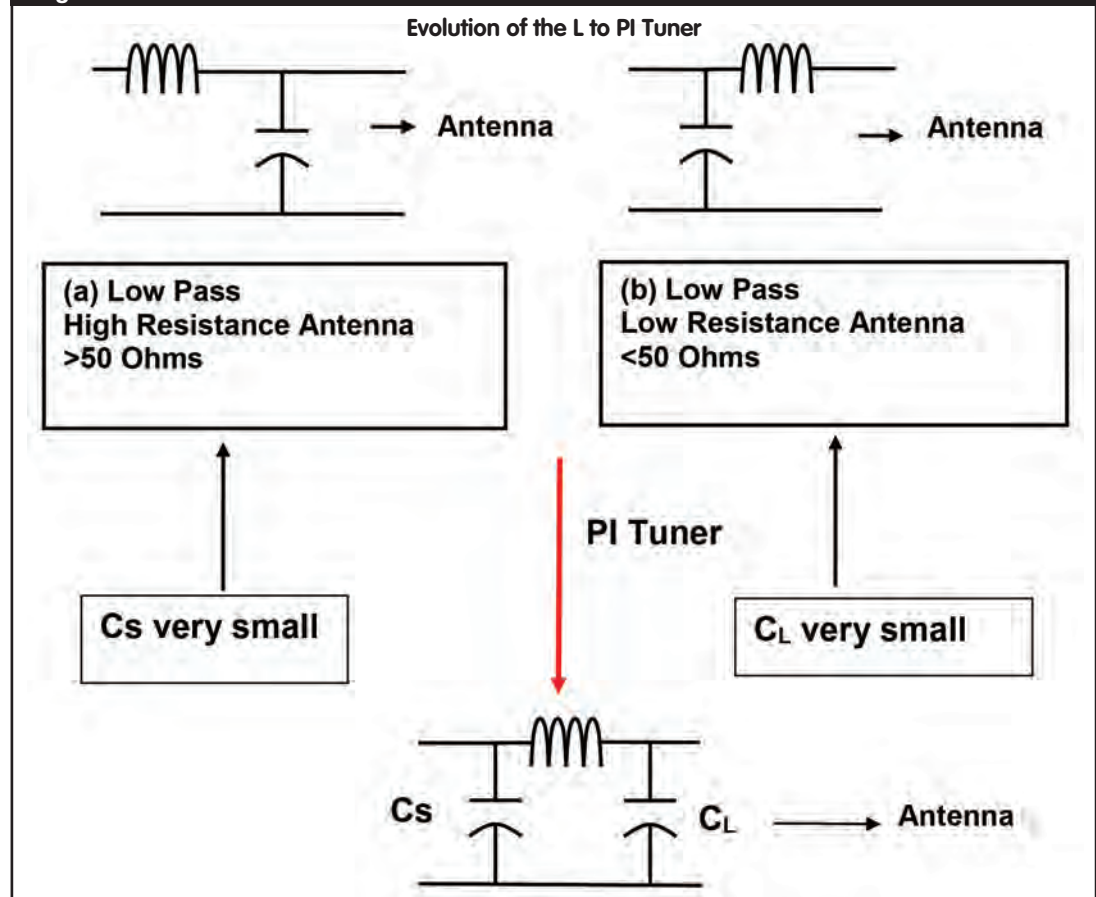 Evolution of the L to PI Tuner
Antenna
Antenna
(a) Low Pass
High Resistance Antenna
>50 Ohms
(b) Low Pass
Low Resistance Antenna
<50 Ohms
PI Tuner
Cs very small
CL very small
Cs
CL
Antenna